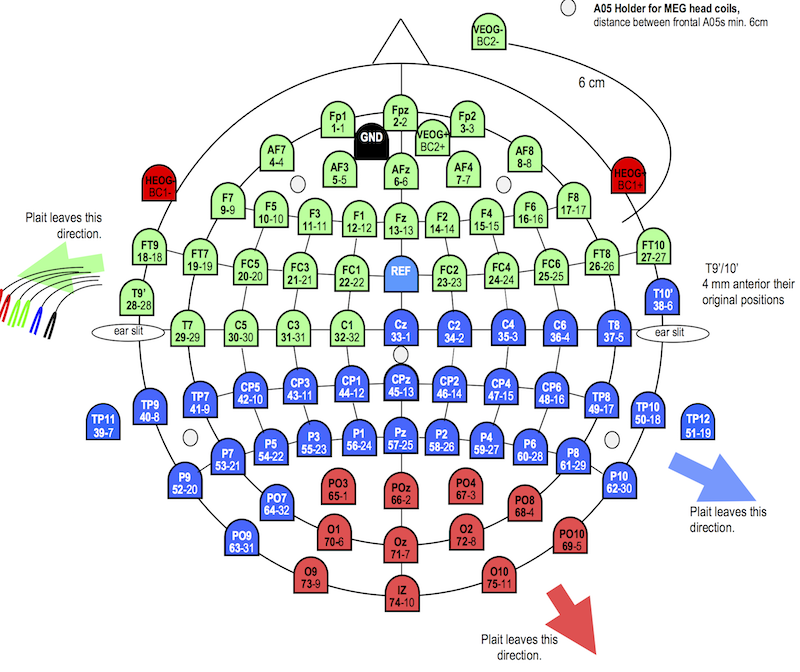 A05 Holder for MEG head coils,
distance between frontal A05s min. 6cm
VEOG-
BC2-
6 cm
Fp1
1-1
Fpz
2-2
Fp2
3-3
GND
VEOG+
BC2+
AF7
4-4
AF8
8-8
AF3
5-5
AFz
6-6
AF4
7-7
HEOG-
BC1-
HEOG+
BC1+
F7
9-9
F5
10-10
F3
11-11
F1
12-12
Fz
13-13
F2
14-14
F4
15-15
F6
16-16
F8
17-17
Plait leaves this
direction.
FT9
18-18
FT7
19-19
FC5
20-20
FC3
21-21
FC1
22-22
REF
FC2
23-23
FC4
24-24
FC6
25-25
FT8
26-26
FT10
27-27
T9'/10'
4 mm anterior their
original positions
T9'
28-28
T10'
38-6
ear slit
T7
29-29
C5
30-30
C3
31-31
C1
32-32
Cz
33-1
C2
34-2
C4
35-3
C6
36-4
T8
37-5
ear slit
TP11
39-7
TP9
40-8
TP7
41-9
CP5
42-10
CP3
43-11
CP1
44-12
CPz
45-13
CP2
46-14
CP4
47-15
CP6
48-16
TP8
49-17
TP10
50-18
TP12
51-19
P9
52-20
P7
53-21
P5
54-22
P3
55-23
P1
56-24
Pz
57-25
P2
58-26
P4
59-27
P6
60-28
P8
61-29
P10
62-30
PO9
63-31
PO7
64-32
PO3
65-1
POz
66-2
PO4
67-3
PO8
68-4
PO10
69-5
Plait leaves this
direction.
O1
70-6
Oz
71-7
O2
72-8
O9
73-9
IZ
74-10
O10
75-11
Plait leaves this
direction.